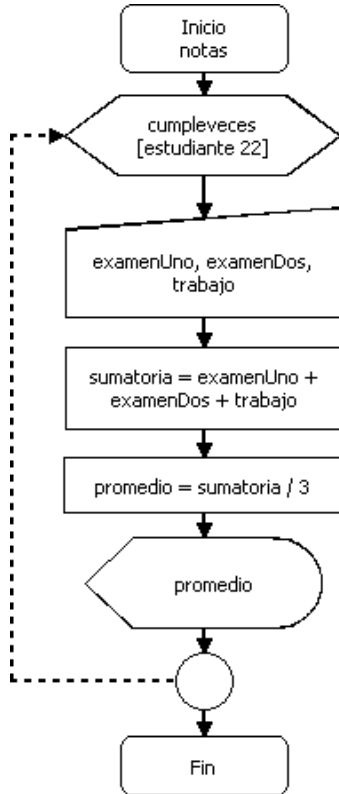 Inicio
notas
cumpleveces
[estudiante 22]
examenUno, examenDos,
trabajo
sumatoria = examenUno +
examenDos + trabajo
promedio = sumatoria / 3
promedio
Fin